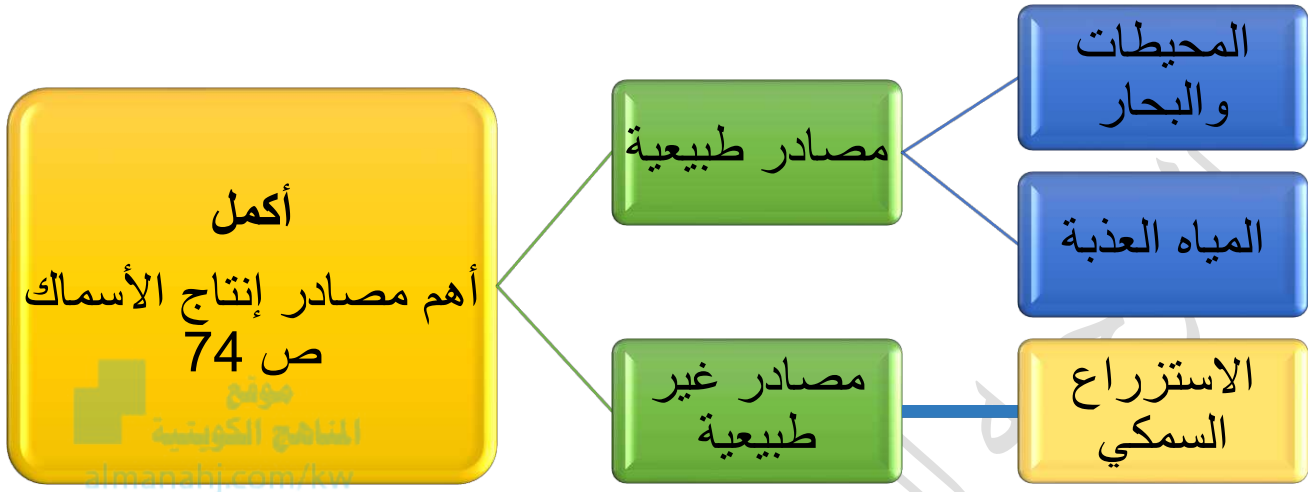 أكمل
أهم مصادر إنتاج الأسماك
ص 74
مصادر طبيعية
المحيطات
والبحار
المياه العذبة
مصادر غير
طبيعية
الاستزراع
السمكي
موقع
المناهج الكويتية
almanahj.com/kw